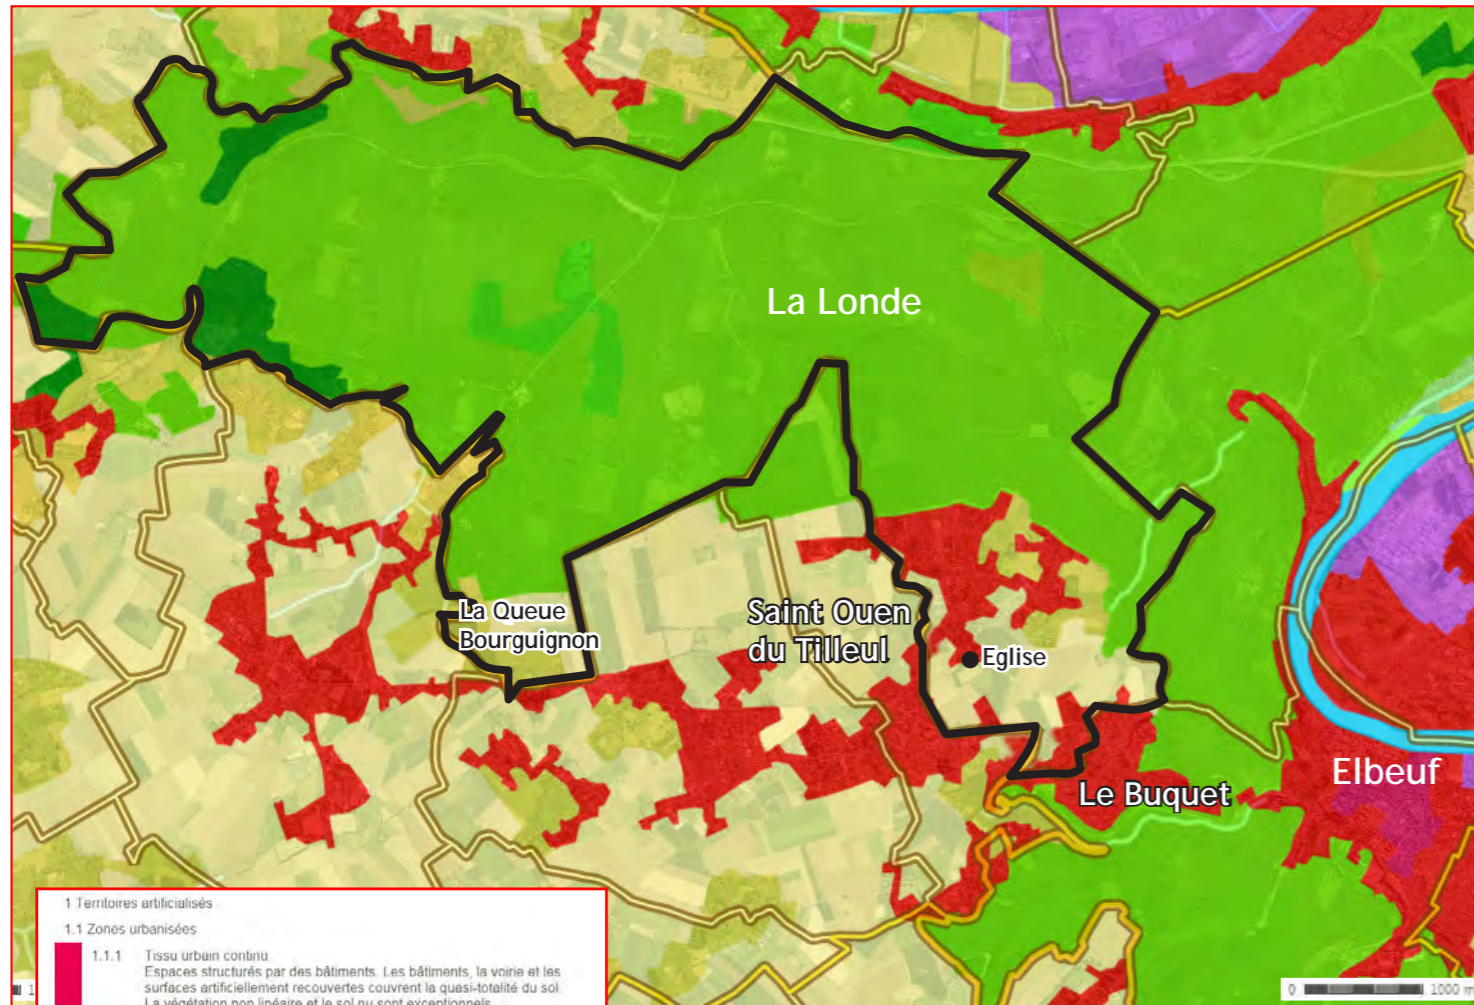 La Londe
La Queue
Bourguignon
Saint Ouen
du Tilleul
Eglise
Le Buquet
Elbeuf
1 Territoires artificialisés
1.1 Zones urbanisées
1.1.1 Tissu urbain continu
Espaces structurés par des bâtiments. Les bâtiments, la voirie et les
surfaces artificiellement recouvertes couvrent la quasi-totalité du sol.
La végétation non linéaire et le sol nu sont exceptionnels.
1
0 1000 m